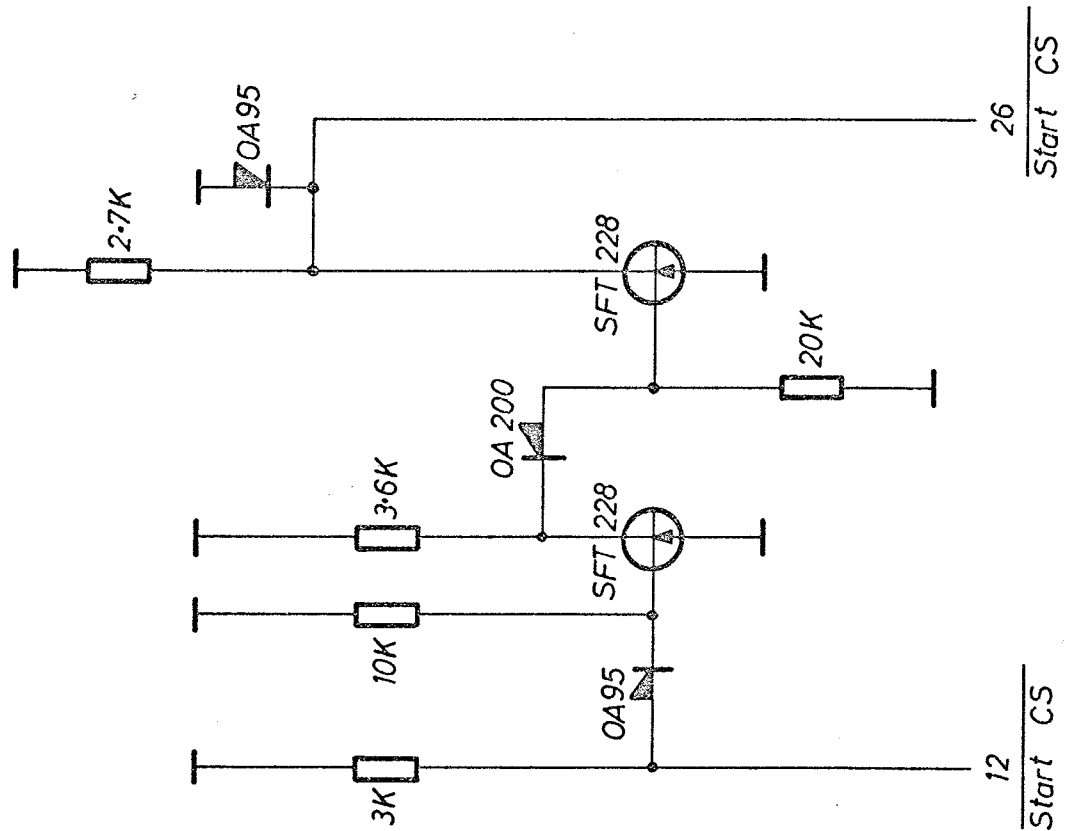 2·7K
OA95
3K
10K
3·6K
OA 200
OA95
SFT 228
SFT 228
20K
12
Start CS
26
Start CS